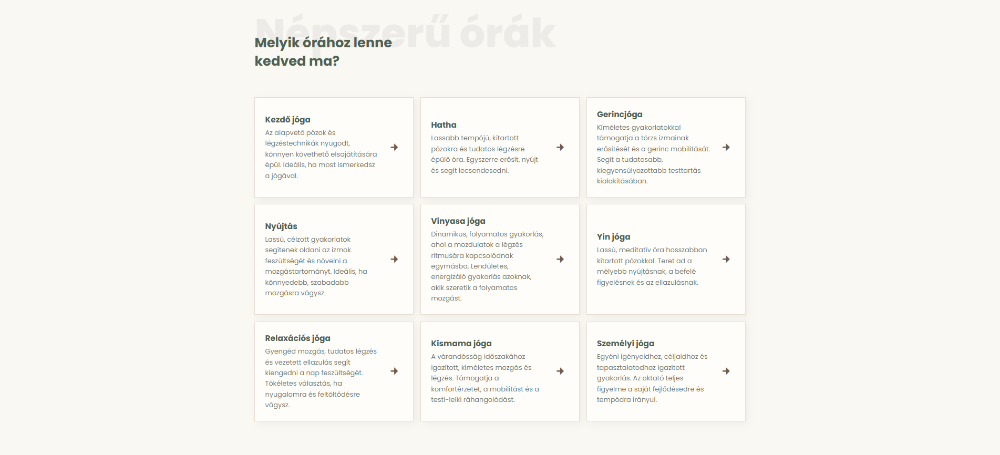 Népszerű órák
Melyik órához lenne
kedved ma?
Kezdő jóga
Az alapvető pózok és
légzéstechnikák nyugodt,
könnyen követhető elsajátítására
épül. Ideális, ha most ismerkedsz
a jógával.
Hatha
Lassabb tempójú, kitartott
pózokra és tudatos légzésre
épülő óra. Egyszerre erősít, nyújt
és segít lecsendesedni.
Gerincjóga
Kíméletes gyakorlatokkal
támogatja a törzs izmainak
erősítését és a gerinc mobilitását.
Segít a tudatosabb,
kiegyensúlyozottabb testtartás
kialakításában.
Nyújtás
Lassú, célzott gyakorlatok
segítenek oldani az izmok
feszültségét és növelni a
mozgástartományt. Ideális, ha
könnyedebb, szabadabb
mozgásra vágysz.
Vinyasa jóga
Dinamikus, folyamatos gyakorlás,
ahol a mozdulatok a légzés
ritmusára kapcsolódnak
egymásba. Lendületes,
energizáló gyakorlás azoknak,
akik szeretik a folyamatos
mozgást.
Yin jóga
Lassú, meditatív óra hosszabban
kitartott pózokkal. Teret ad a
mélyebb nyújtásnak, a befelé
figyelésnek és az ellazulásnak.
Relaxációs jóga
Gyengéd mozgás, tudatos légzés
és vezetett ellazulás segít
kiengedni a nap feszültségét.
Tökéletes választás, ha
nyugalomra és feltöltődésre
vágysz.
Kismama jóga
A várandósság időszakához
igazított, kíméletes mozgás és
légzés. Támogatja a
komfortérzetet, a mobilitást és a
testi-lelki ráhangolódást.
Személyi jóga
Egyéni igényeidhez, céljaidhoz és
tapasztalatodhoz igazított
gyakorlás. Az oktató teljes
figyelme a saját fejlődésedre és
tempódra irányul.